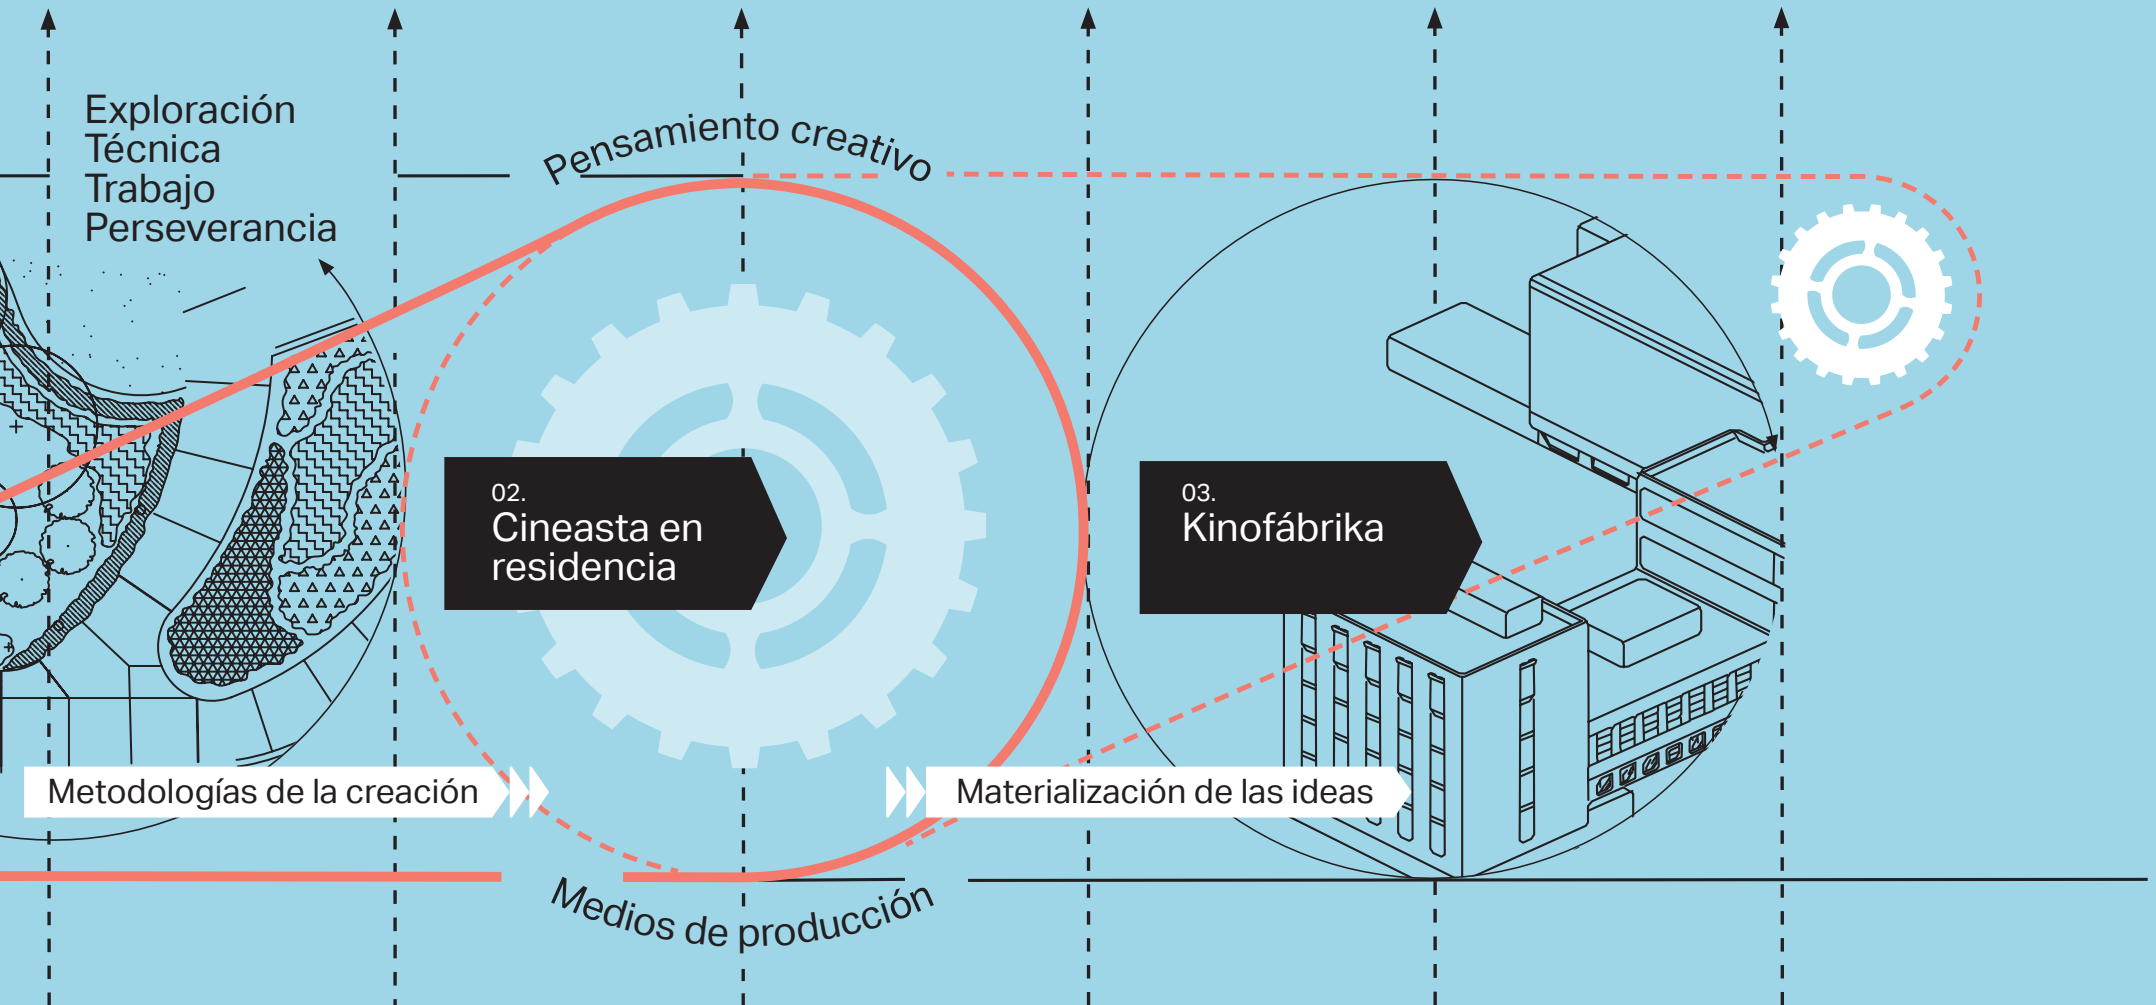 Exploración
Técnica
Trabajo
Perseverancia
Pensamiento creativo
02.
Cineasta en
residencia
03.
Kinofábrika
Metodologías de la creación
Materialización de las ideas
Medios de producción